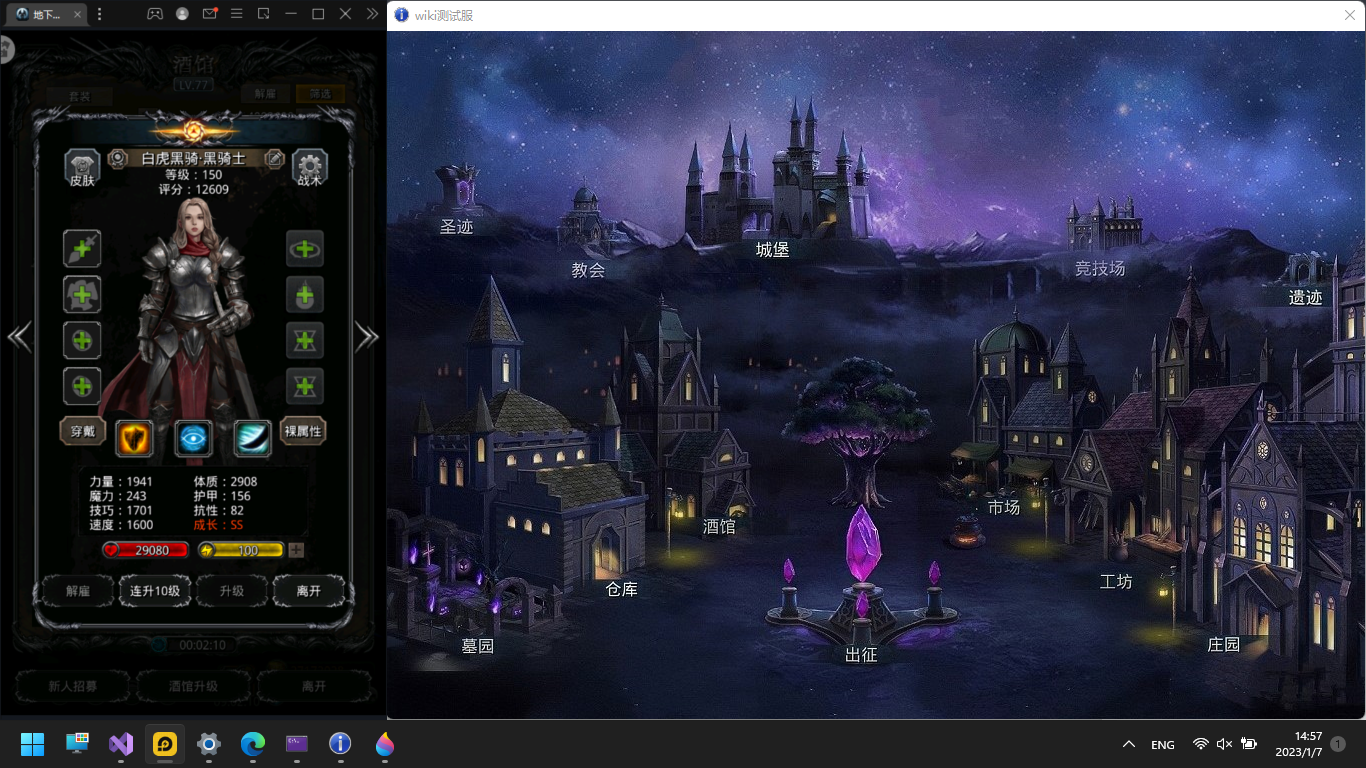 地下...
wiki测试服
酒馆
LV.77
套装
解雇
筛选
白虎黑骑·黑骑士
等级：150
评分：12609
皮肤
战术
穿戴
裸属性
力量：1941
体质：2908
魔力：243
护甲：156
技巧：1701
抗性：82
速度：1600
成长：SS
29080
100
解雇
连升10级
升级
离开
00:02:10
新人招募
酒馆升级
离开
圣迹
教会
城堡
竞技场
遗迹
酒馆
市场
仓库
工坊
墓园
出征
庄园
ENG
14:57
2023/1/7
1